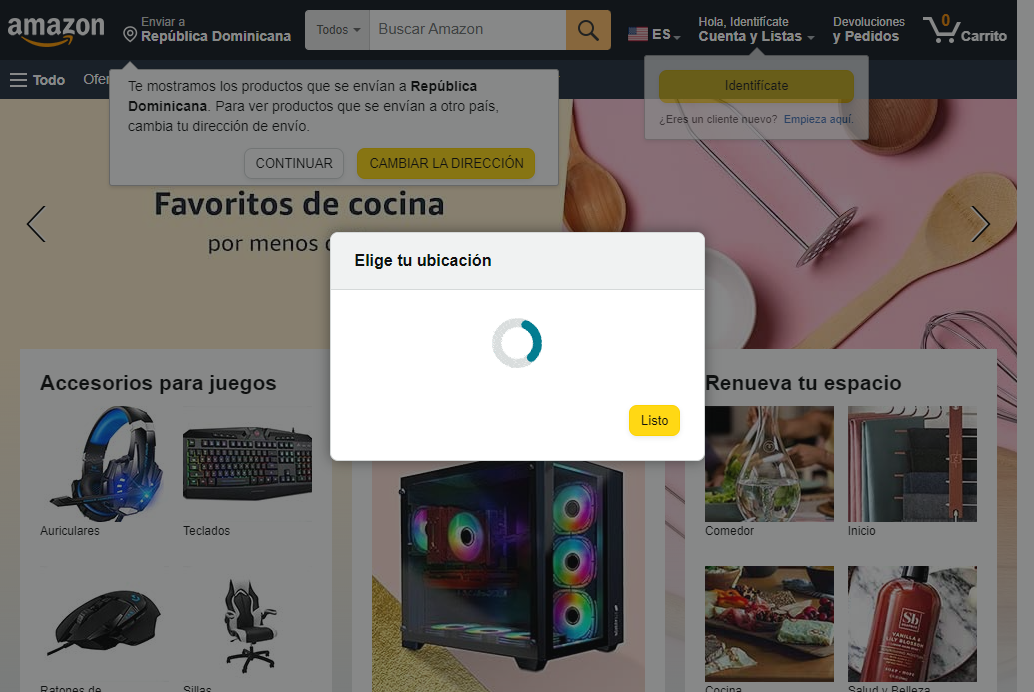 amazon
Enviar a
República Dominicana
Todos
Buscar Amazon
ES
Hola, Identifícate
Cuenta y Listas
Devoluciones
y Pedidos
0
Carrito
Todo
Te mostramos los productos que se envían a República
Dominicana. Para ver productos que se envían a otro país,
cambia tu dirección de envío.
CONTINUAR
CAMBIAR LA DIRECCIÓN
Identifícate
¿Eres un cliente nuevo? Empieza aquí.
Favoritos de cocina
por menos
Elige tu ubicación
Listo
Accesorios para juegos
Auriculares
Teclados
Ratones de
Sillas
Renueva tu espacio
Comedor
Inicio
Cocina
Salud y Belleza
Sb
VANILLA &
LILY BLOSSOM